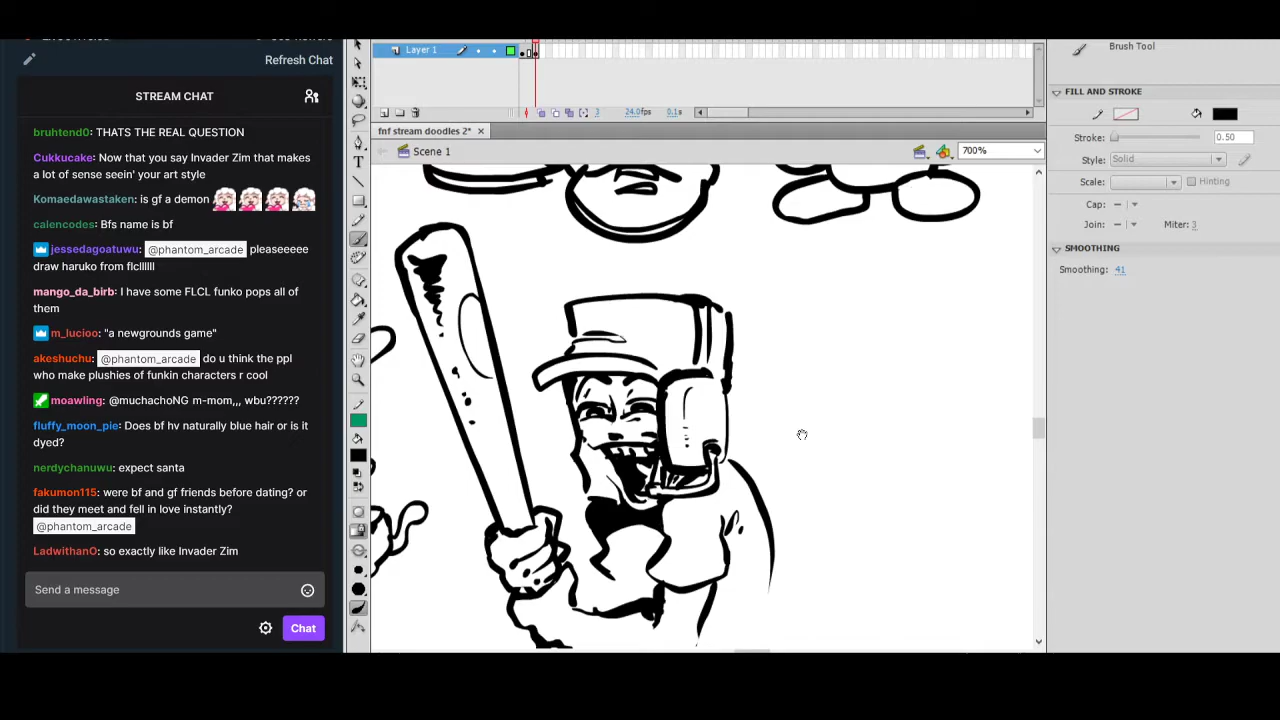 Refresh Chat
STREAM CHAT
bruhtend0: THATS THE REAL QUESTION
Cukkucake: Now that you say Invader Zim that makes
a lot of sense seein' your art style
Komaedawastaken: is gf a demon
calencodes: Bfs name is bf
jessedagoatuwu: @phantom_arcade pleaseeeee
draw haruko from flcllllll
mango_da_birb: I have some FLCL funko pops all of
them
m_lucioo: "a newgrounds game"
akeshuchu: @phantom_arcade do u think the ppl
who make plushies of funkin characters r cool
moawling: @muchachoNG m-mom,,, wbu??????
fluffy_moon_pie: Does bf hv naturally blue hair or is it
dyed?
nerdychanuwu: expect santa
fakumon115: were bf and gf friends before dating? or
did they meet and fell in love instantly?
@phantom_arcade
LadwithanO: so exactly like Invader Zim
Send a message
Chat
Layer 1
3 24.0fps 0.1s
fnf stream doodles 2*
Scene 1
700%
Brush Tool
FILL AND STROKE
Stroke: 0.50
Style: Solid
Scale: Hinting
Cap:
Join: Miter: 3
SMOOTHING
Smoothing: 41